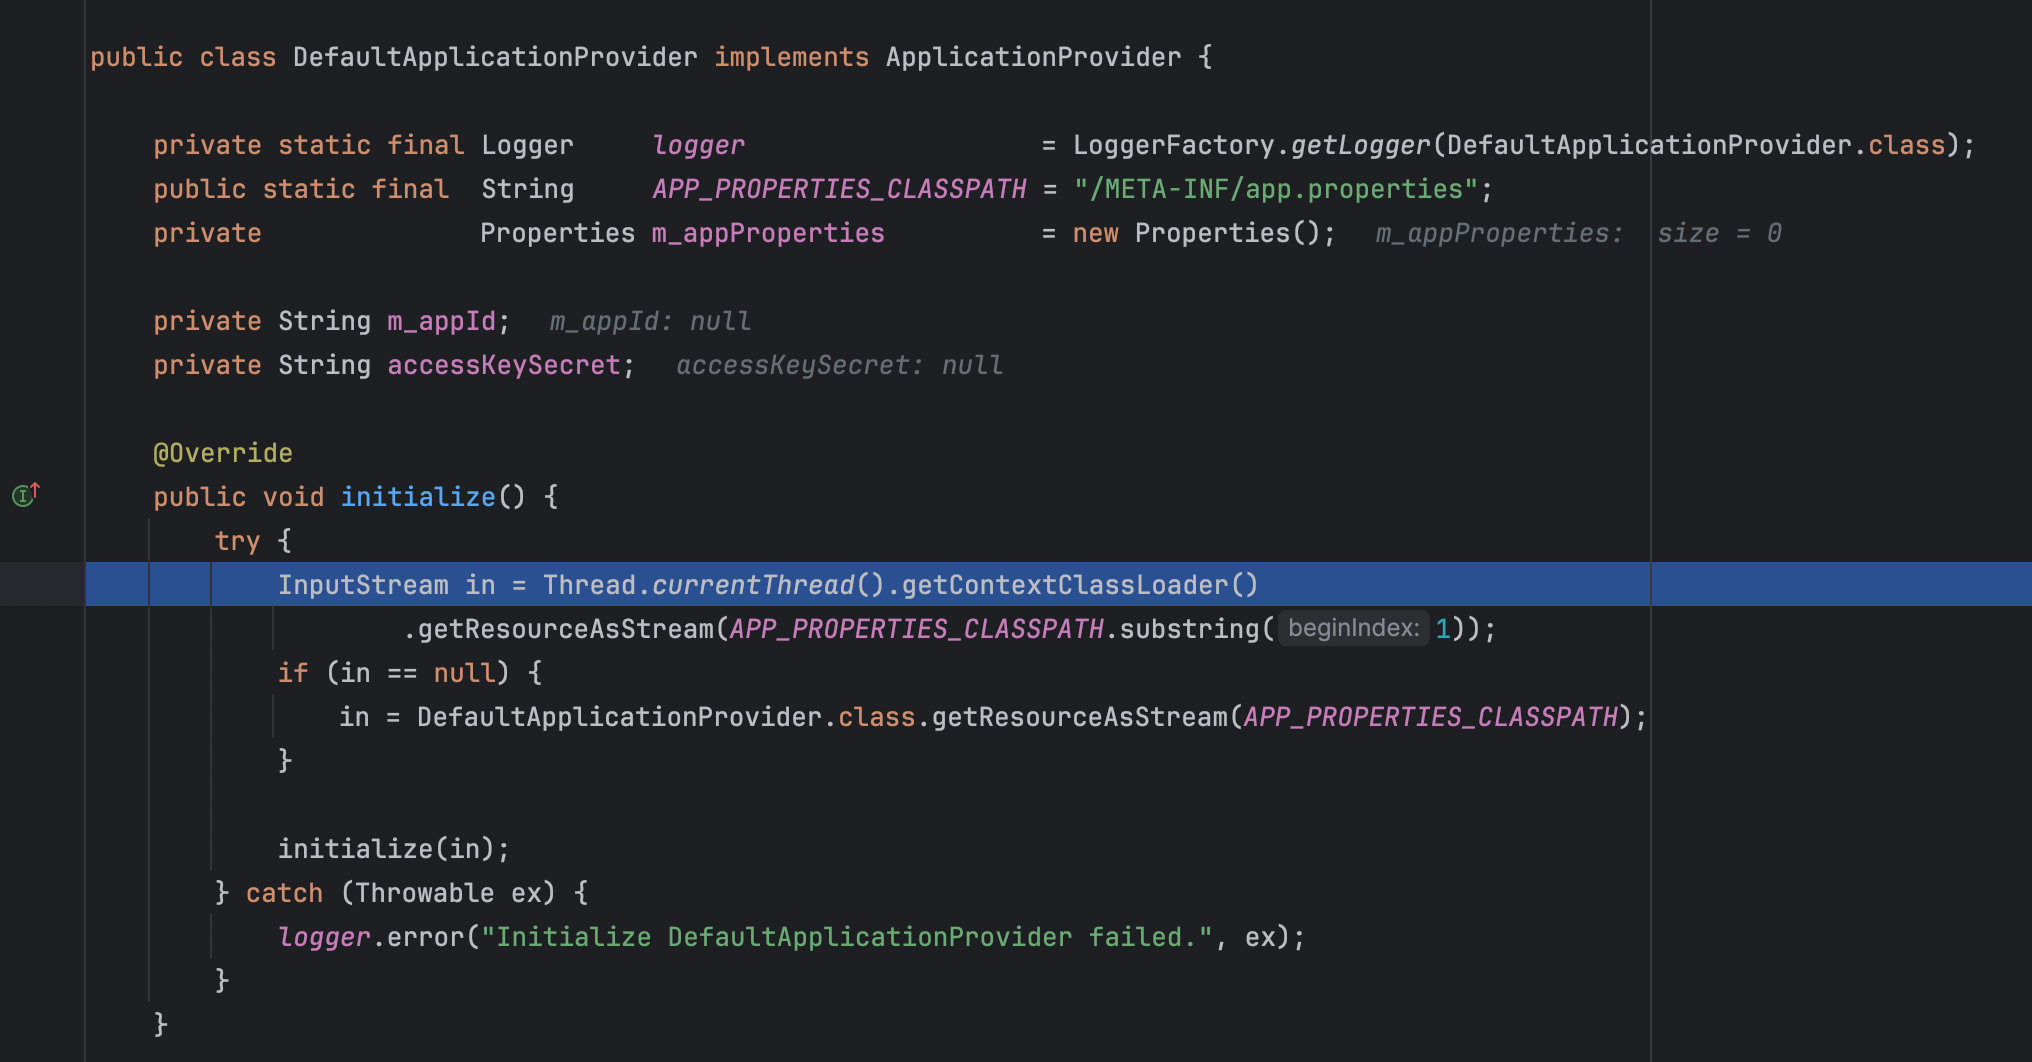 public class DefaultApplicationProvider implements ApplicationProvider {
private static final Logger logger = LoggerFactory.getLogger(DefaultApplicationProvider.class);
public static final String APP_PROPERTIES_CLASSPATH = "/META-INF/app.properties";
private Properties m_appProperties = new Properties(); m_appProperties: size = 0
private String m_appId; m_appId: null
private String accessKeySecret; accessKeySecret: null
@Override
public void initialize() {
try {
InputStream in = Thread.currentThread().getContextClassLoader()
.getResourceAsStream(APP_PROPERTIES_CLASSPATH.substring( beginIndex: 1));
if (in == null) {
in = DefaultApplicationProvider.class.getResourceAsStream(APP_PROPERTIES_CLASSPATH);
}
initialize(in);
} catch (Throwable ex) {
logger.error("Initialize DefaultApplicationProvider failed.", ex);
}
}